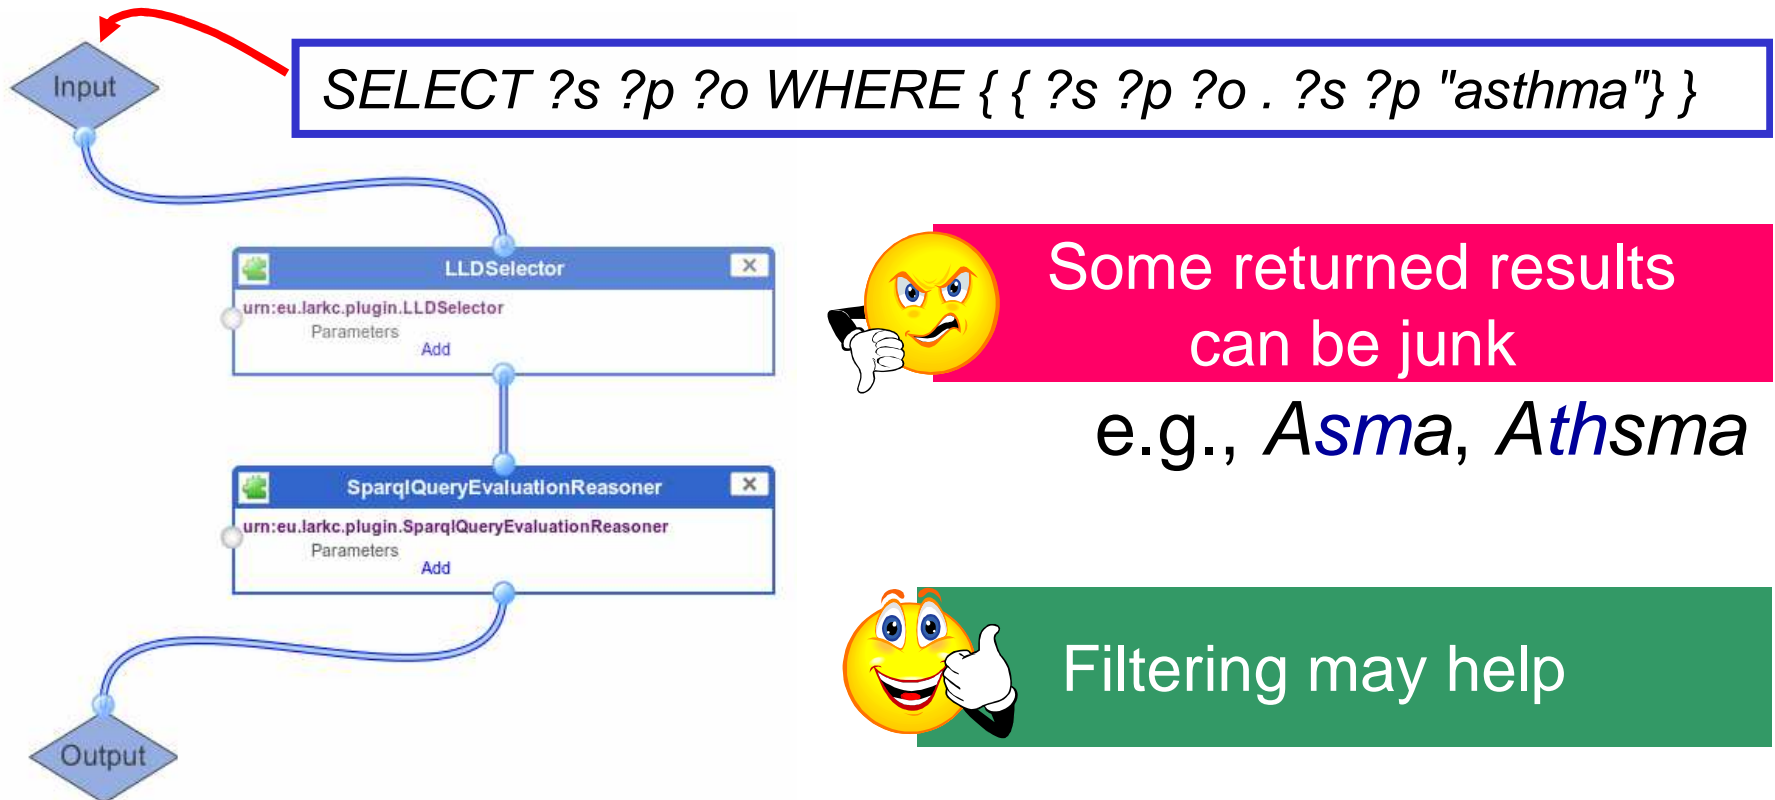 Input
SELECT ?s ?p ?o WHERE { { ?s ?p ?o . ?s ?p "asthma"} }
LLDSelector
urn:eu.larkc.plugin.LLDSelector
Parameters
Add
Some returned results
can be junk
e.g., Asma, Athsma
SparqlQueryEvaluationReasoner
urn:eu.larkc.plugin.SparqlQueryEvaluationReasoner
Parameters
Add
Filtering may help
Output